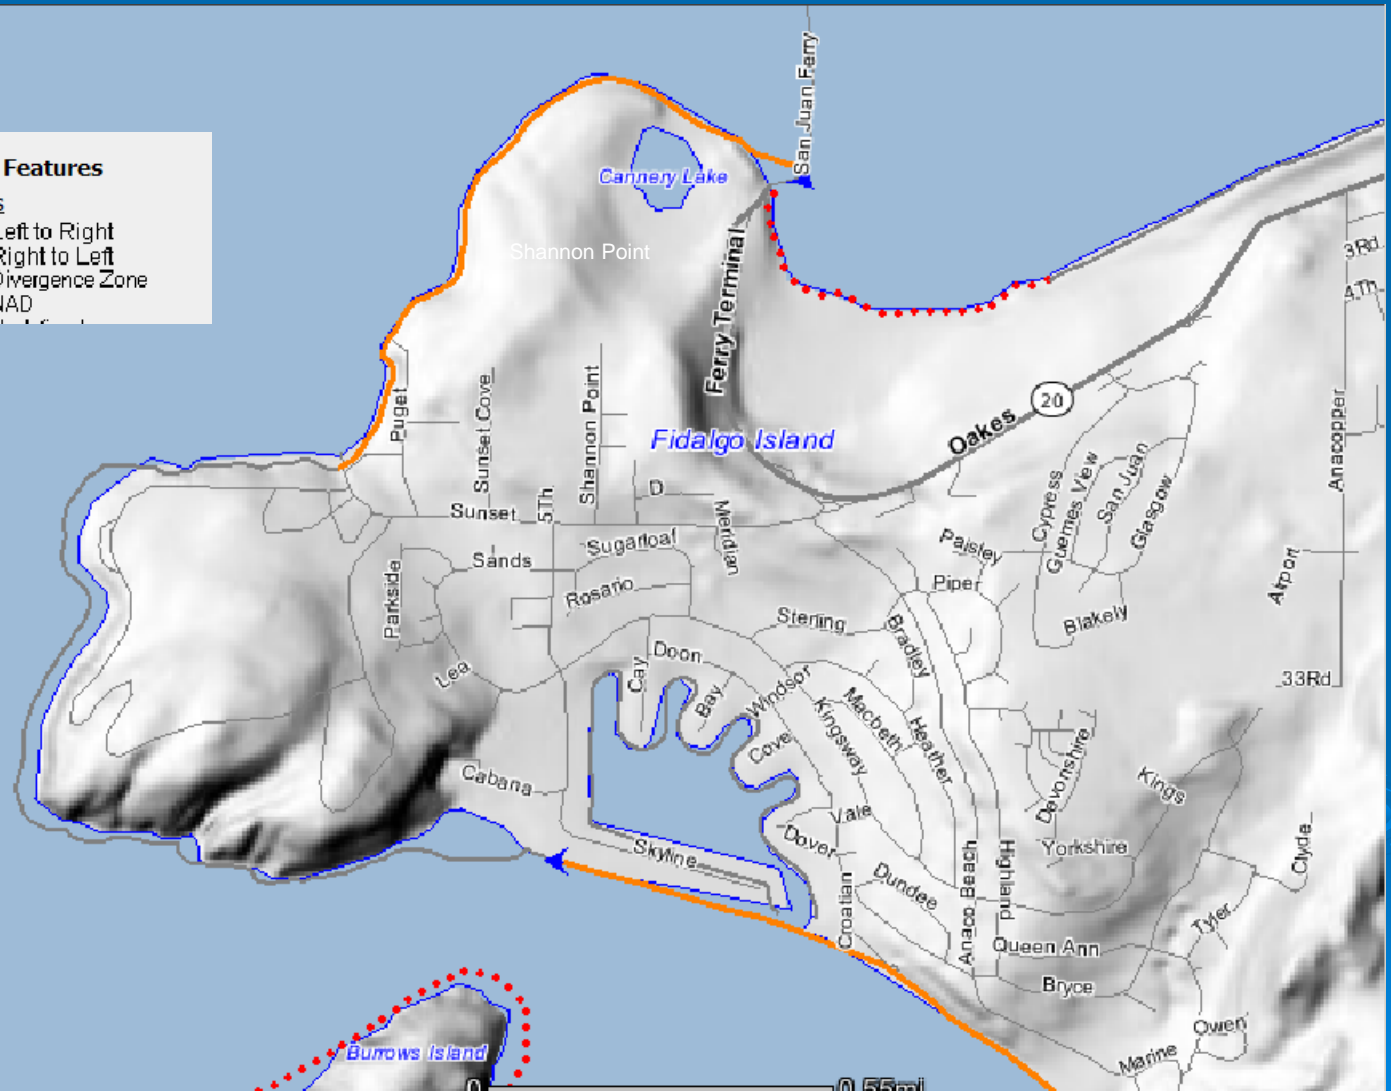 San Juan Ferry
Features
s
Left to Right
Right to Left
Divergence Zone
NAD
Cannery Lake
Shannon Point
3Rd
4Th
Ferry Terminal
Puget
Sunset Cove
Shannon Point
Fidalgo Island
Oakes
20
Anacopper
Cypress
Guemes View
San Juan
Glasgow
D
Sunset
5Th
Meridian
Sugarloaf
Sands
Paisley
Parkside
Rosario
Piper
Airport
Sterling
Bradley
Blakely
Lea
Cay
Doon
Bay
Windsor
33Rd
Kingsway
Macbeth
Heather
Cove
Devonshire
Cabana
Kings
Vale
Skyline
Dover
Yorkshire
Clyde
Croatian
Dundee
Anaco Beach
Highland
Tyler
Queen Ann
Bryce
Owen
Burrows Island
Marine
0
0.55mi